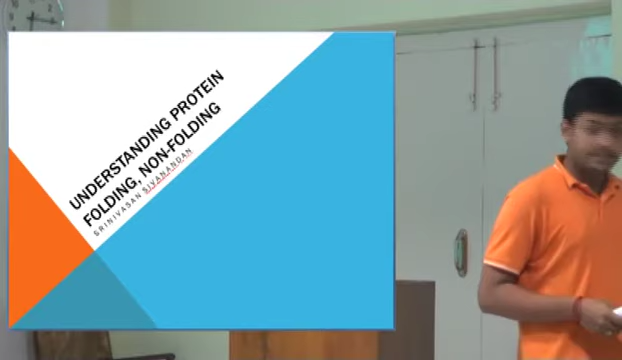 UNDERSTANDING PROTEIN
FOLDING, NON-FOLDING
SRINIVASAN SIVANANDAN